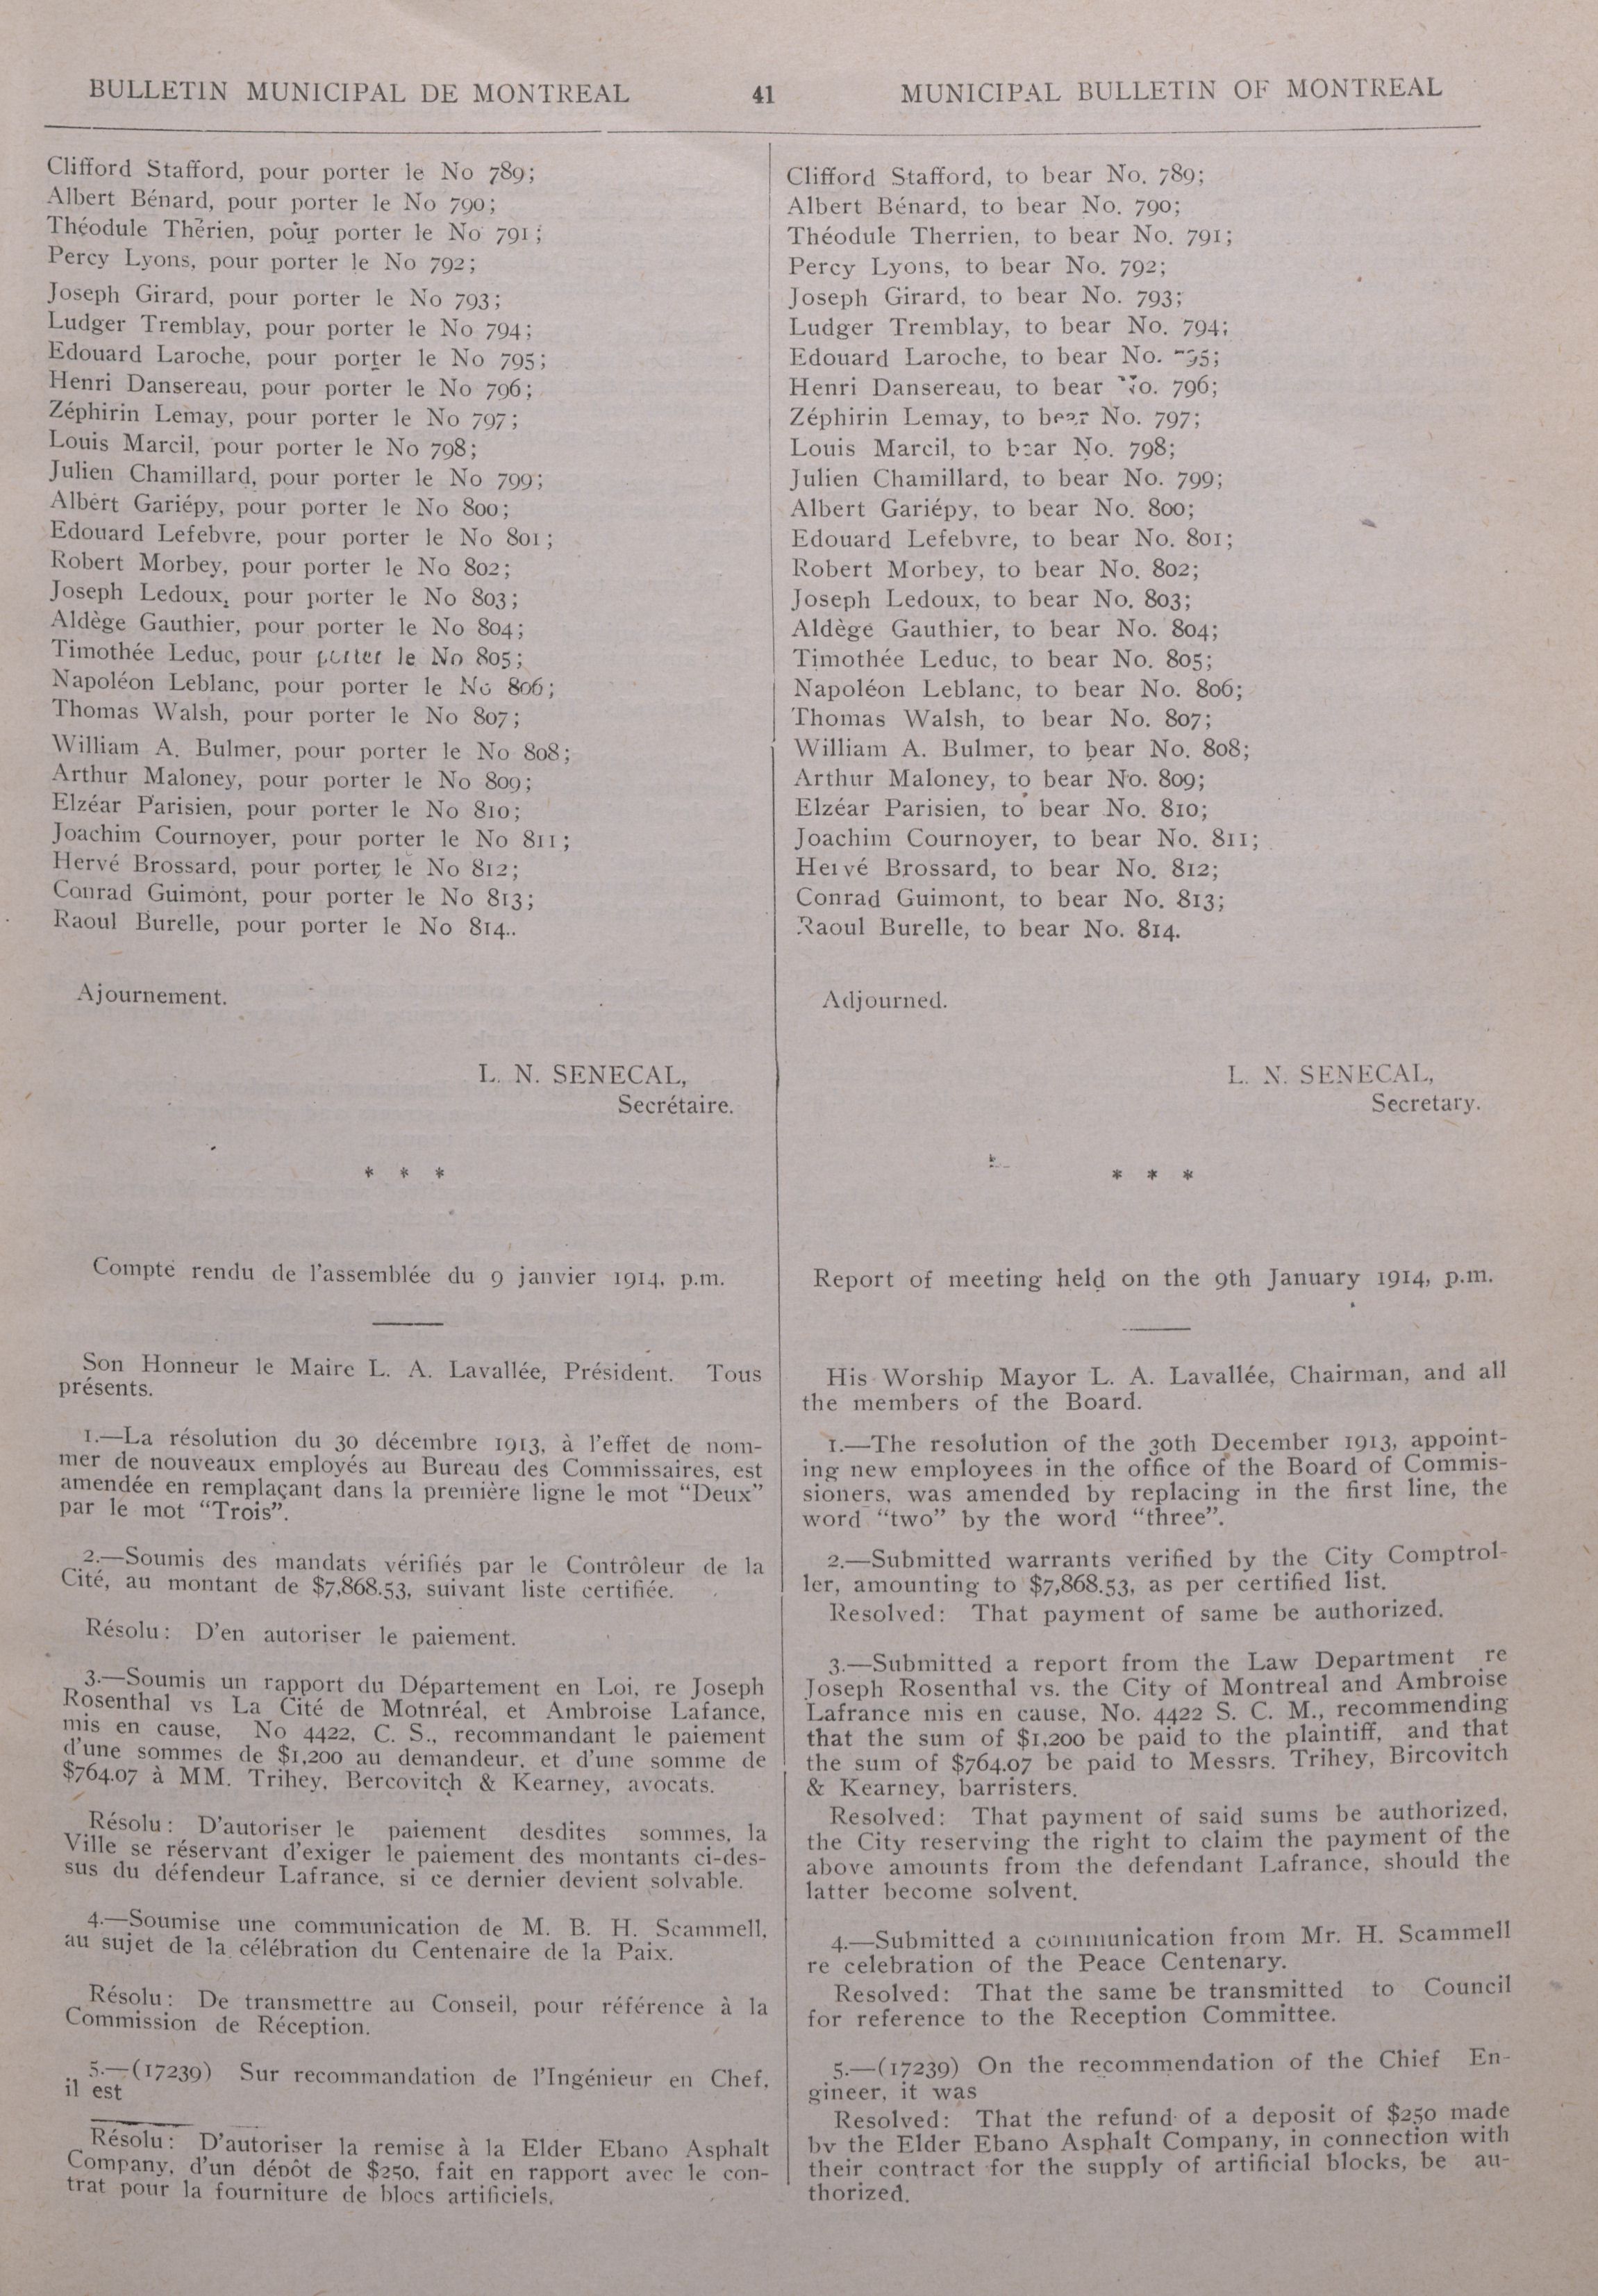 BULLETIN MUNICIPAL DE MONTREAL 41 MUNICIPAL BULLETIN OF MONTREAL
Clifford Stafford, pour porter le No 789;
Albert Bénard, pour porter le No 790;
Théodule Thérien, pour porter le No 791;
Percy Lyons, pour porter le No 792;
Joseph Girard, pour porter le No 793;
Ludger Tremblay, pour porter le No 794;
Edouard Laroche, pour porter le No 795;
Henri Dansereau, pour porter le No 796;
Zéphirin Lemay, pour porter le No 797;
Louis Marcil, pour porter le No 798;
Julien Chamillard, pour porter le No 799;
Albert Gariépy, pour porter le No 800;
Edouard Lefebvre, pour porter le No 801;
Robert Morbey, pour porter le No 802;
Joseph Ledoux, pour porter le No 803;
Aldège Gauthier, pour porter le No 804;
Timothée Leduc, pour porter le No 805;
Napoléon Leblanc, pour porter le No 806;
Thomas Walsh, pour porter le No 807;
William A. Bulmer, pour porter le No 808;
Arthur Maloney, pour porter le No 809;
Elzéar Parisien, pour porter le No 810;
Joachim Cournoyer, pour porter le No 811;
Hervé Brossard, pour porter le No 812;
Conrad Guimont, pour porter le No 813;
Raoul Burelle, pour porter le No 814..
Ajournement.
L. N. SENECAL,
Secrétaire.
* * *
Compte rendu de l'assemblée du 9 janvier 1914, p.m.
Son Honneur le Maire L. A. Lavallée, Président. Tous
présents.
1.—La résolution du 30 décembre 1913, à l'effet de nom-
mer de nouveaux employés au Bureau des Commissaires, est
amendée en remplaçant dans la première ligne le mot "Deux"
par le mot "Trois".
2.—Soumis des mandats vérifiés par le Contrôleur de la
Cité, au montant de $7,868.53, suivant liste certifiée.
Résolu: D'en autoriser le paiement.
3.—Soumis un rapport du Département en Loi, re Joseph
Rosenthal vs La Cité de Motnréal, et Ambroise Lafance,
mis en cause, No 4422, C. S., recommandant le paiement
d'une sommes de $1,200 au demandeur, et d'une somme de
$764.07 à MM. Trihey, Bercovitch & Kearney, avocats.
Résolu: D'autoriser le paiement desdites sommes, la
Ville se réservant d'exiger le paiement des montants ci-des-
sus du défendeur Lafrance, si ce dernier devient solvable.
4.—Soumise une communication de M. B. H. Scammell,
au sujet de la célébration du Centenaire de la Paix.
Résolu: De transmettre au Conseil, pour référence à la
Commission de Réception.
5.—(17239) Sur recommandation de l'Ingénieur en Chef,
il est
Résolu: D'autoriser la remise à la Elder Ebano Asphalt
Company, d'un dépôt de $250, fait en rapport avec le con-
trat pour la fourniture de blocs artificiels.
Clifford Stafford, to bear No. 789;
Albert Bénard, to bear No. 790;
Théodule Therrien, to bear No. 791;
Percy Lyons, to bear No. 792;
Joseph Girard, to bear No. 793;
Ludger Tremblay, to bear No. 794;
Edouard Laroche, to bear No. 795;
Henri Dansereau, to bear No. 796;
Zéphirin Lemay, to bear No. 797;
Louis Marcil, to bear No. 798;
Julien Chamillard, to bear No. 799;
Albert Gariépy, to bear No. 800;
Edouard Lefebvre, to bear No. 801;
Robert Morbey, to bear No. 802;
Joseph Ledoux, to bear No. 803;
Aldège Gauthier, to bear No. 804;
Timothée Leduc, to bear No. 805;
Napoléon Leblanc, to bear No. 806;
Thomas Walsh, to bear No. 807;
William A. Bulmer, to bear No. 808;
Arthur Maloney, to bear No. 809;
Elzéar Parisien, to bear No. 810;
Joachim Cournoyer, to bear No. 811;
Hervé Brossard, to bear No. 812;
Conrad Guimont, to bear No. 813;
Raoul Burelle, to bear No. 814.
Adjourned.
L. N. SENECAL,
Secretary.
* * *
Report of meeting held on the 9th January 1914, p.m.
His Worship Mayor L. A. Lavallée, Chairman, and all
the members of the Board.
1.—The resolution of the 30th December 1913, appoint-
ing new employees in the office of the Board of Commis-
sioners, was amended by replacing in the first line, the
word "two" by the word "three".
2.—Submitted warrants verified by the City Comptrol-
ler, amounting to $7,868.53, as per certified list.
Resolved: That payment of same be authorized.
3.—Submitted a report from the Law Department re
Joseph Rosenthal vs. the City of Montreal and Ambroise
Lafrance mis en cause, No. 4422 S. C. M., recommending
that the sum of $1,200 be paid to the plaintiff, and that
the sum of $764.07 be paid to Messrs. Trihey, Bircovitch
& Kearney, barristers.
Resolved: That payment of said sums be authorized,
the City reserving the right to claim the payment of the
above amounts from the defendant Lafrance, should the
latter become solvent.
4.—Submitted a communication from Mr. H. Scammell
re celebration of the Peace Centenary.
Resolved: That the same be transmitted to Council
for reference to the Reception Committee.
5.—(17239) On the recommendation of the Chief En-
gineer, it was
Resolved: That the refund of a deposit of $250 made
by the Elder Ebano Asphalt Company, in connection with
their contract for the supply of artificial blocks, be au-
thorized.